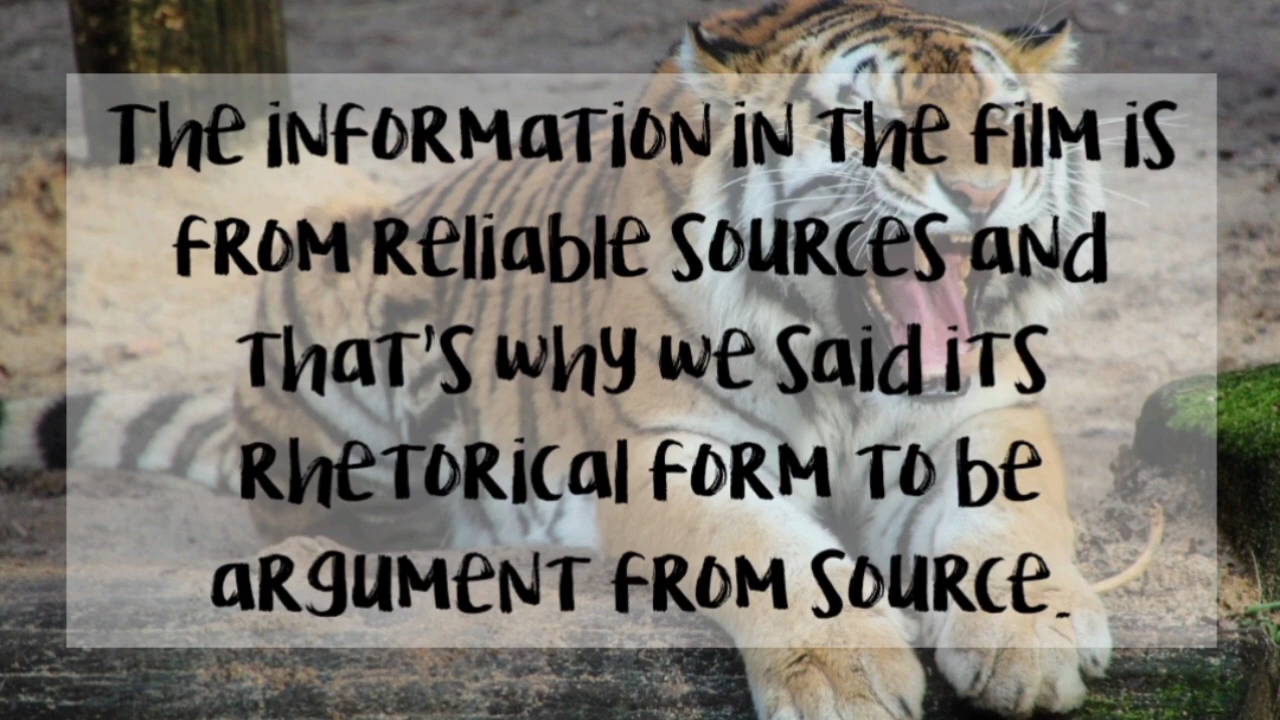 The information in the film is
from reliable sources and
that's why we said its
rhetorical form to be
argument from source.